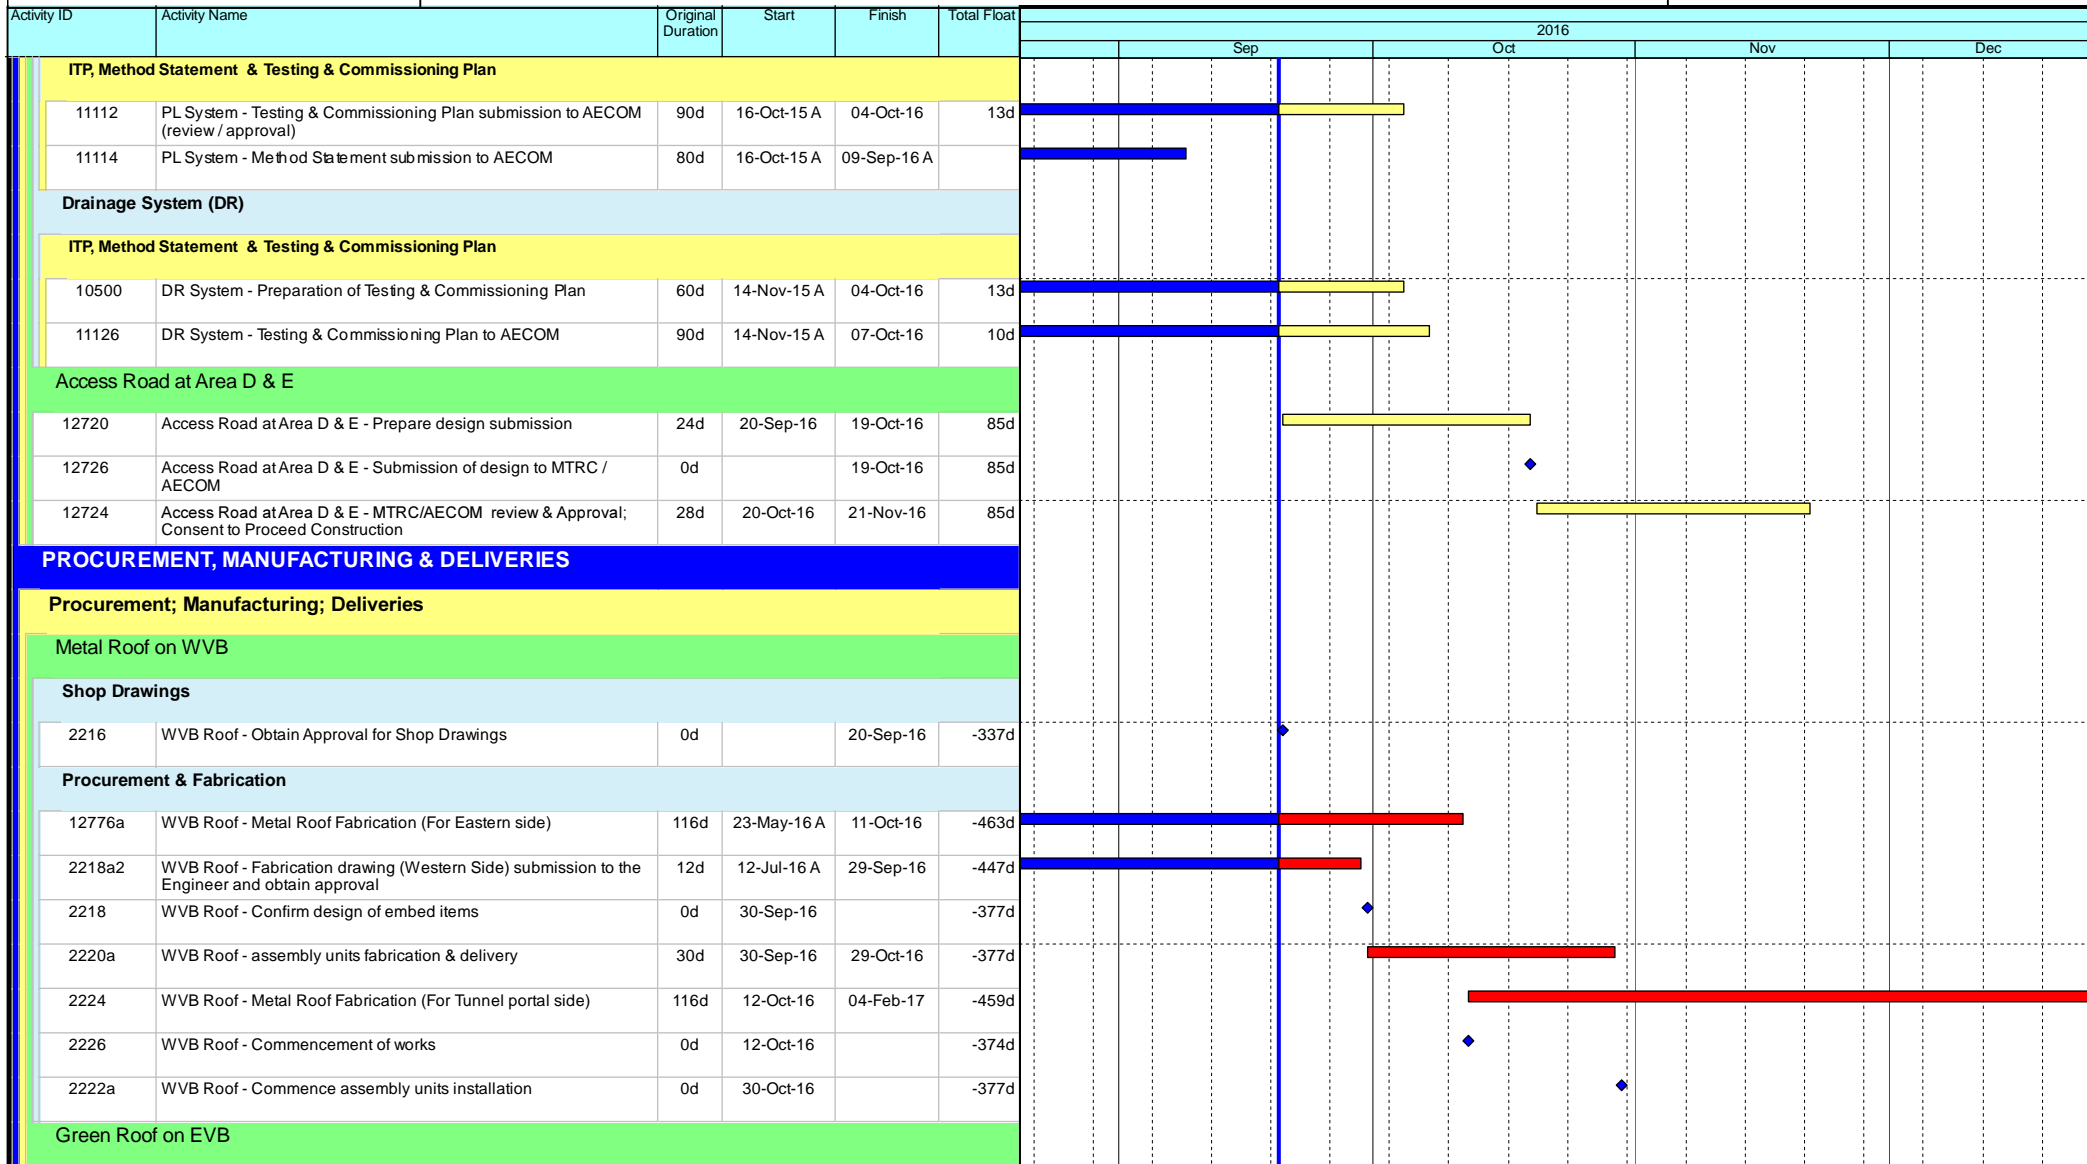 Activity ID Activity Name Original Duration Start Finish Total Float
2016
Sep Oct Nov Dec
ITP, Method Statement & Testing & Commissioning Plan
11112 PL System - Testing & Commissioning Plan submission to AECOM (review / approval) 90d 16-Oct-15 A 04-Oct-16 13d
11114 PL System - Method Statement submission to AECOM 80d 16-Oct-15 A 09-Sep-16 A
Drainage System (DR)
ITP, Method Statement & Testing & Commissioning Plan
10500 DR System - Preparation of Testing & Commissioning Plan 60d 14-Nov-15 A 04-Oct-16 13d
11126 DR System - Testing & Commissioning Plan to AECOM 90d 14-Nov-15 A 07-Oct-16 10d
Access Road at Area D & E
12720 Access Road at Area D & E - Prepare design submission 24d 20-Sep-16 19-Oct-16 85d
12726 Access Road at Area D & E - Submission of design to MTRC / AECOM 0d 19-Oct-16 85d
12724 Access Road at Area D & E - MTRC/AECOM review & Approval; Consent to Proceed Construction 28d 20-Oct-16 21-Nov-16 85d
PROCUREMENT, MANUFACTURING & DELIVERIES
Procurement; Manufacturing; Deliveries
Metal Roof on WVB
Shop Drawings
2216 WVB Roof - Obtain Approval for Shop Drawings 0d 20-Sep-16 -337d
Procurement & Fabrication
12776a WVB Roof - Metal Roof Fabrication (For Eastern side) 116d 23-May-16 A 11-Oct-16 -463d
2218a2 WVB Roof - Fabrication drawing (Western Side) submission to the Engineer and obtain approval 12d 12-Jul-16 A 29-Sep-16 -447d
2218 WVB Roof - Confirm design of embed items 0d 30-Sep-16 -377d
2220a WVB Roof - assembly units fabrication & delivery 30d 30-Sep-16 29-Oct-16 -377d
2224 WVB Roof - Metal Roof Fabrication (For Tunnel portal side) 116d 12-Oct-16 04-Feb-17 -459d
2226 WVB Roof - Commencement of works 0d 12-Oct-16 -374d
2222a WVB Roof - Commence assembly units installation 0d 30-Oct-16 -377d
Green Roof on EVB